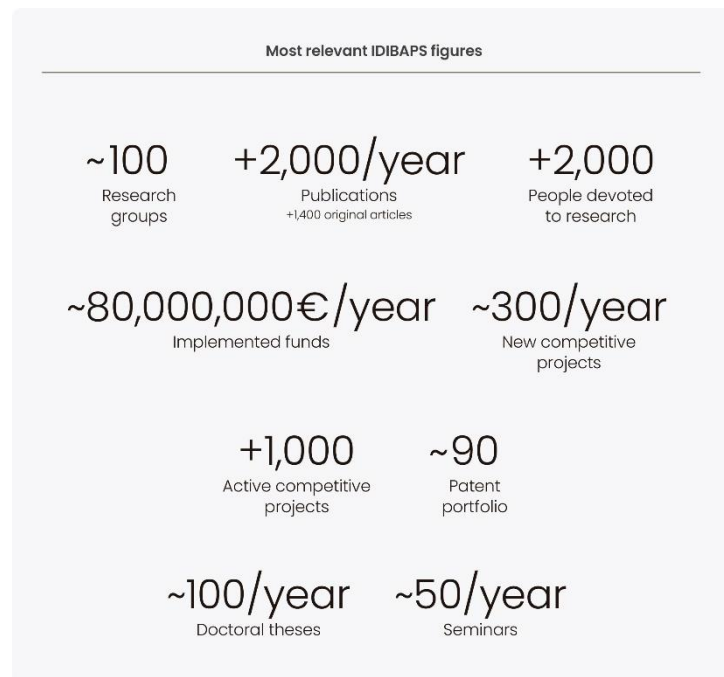 Most relevant IDIBAPS figures
~100
Research
groups
+2,000/year
Publications
+1,400 original articles
+2,000
People devoted
to research
~80,000,000€/year
Implemented funds
~300/year
New competitive
projects
+1,000
Active competitive
projects
~90
Patent
portfolio
~100/year
Doctoral theses
~50/year
Seminars